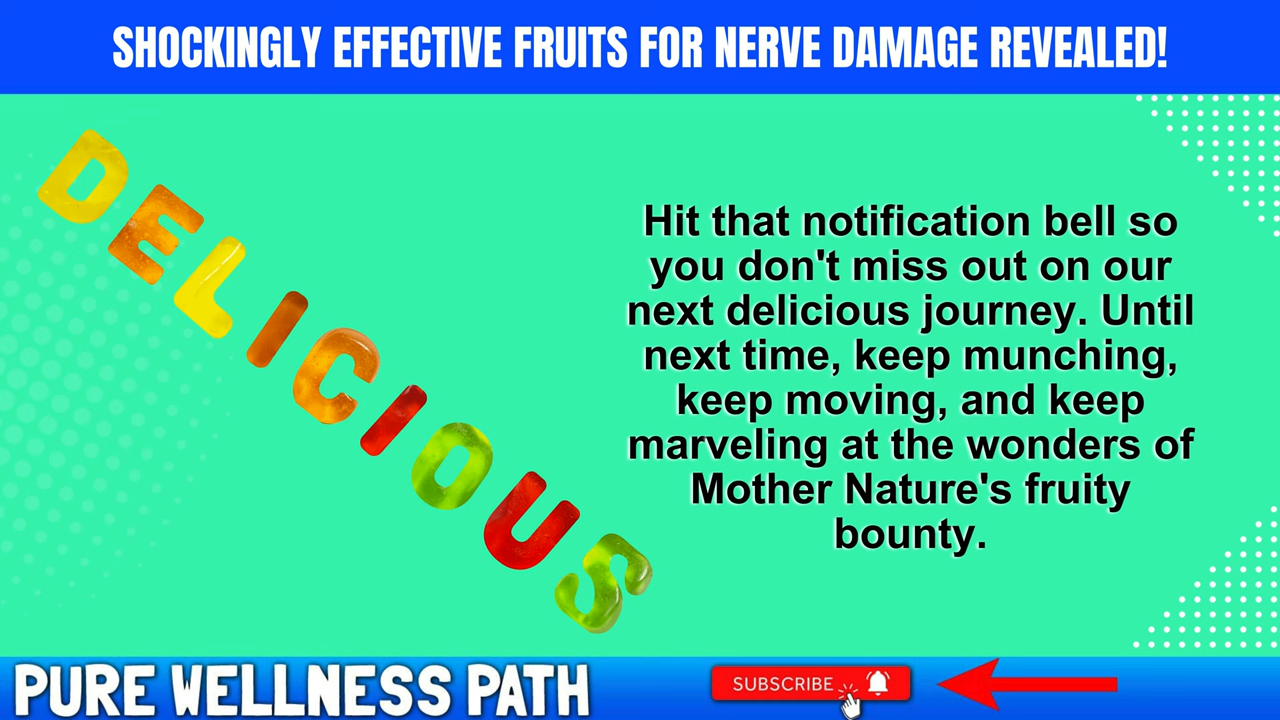 SHOCKINGLY EFFECTIVE FRUITS FOR NERVE DAMAGE REVEALED!
DELICIOUS
Hit that notification bell so
you don't miss out on our
next delicious journey. Until
next time, keep munching,
keep moving, and keep
marveling at the wonders of
Mother Nature's fruity
bounty.
PURE WELLNESS PATH
SUBSCRIBE